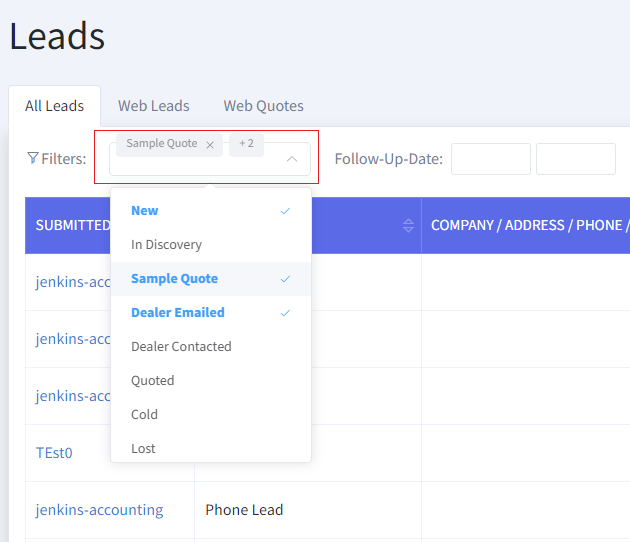 Leads
All Leads Web Leads Web Quotes
Filters: Sample Quote + 2 Follow-Up-Date:
SUBMITTED COMPANY / ADDRESS / PHONE /
New
In Discovery
jenkins-acc
Sample Quote
Dealer Emailed
jenkins-acc
Dealer Contacted
Quoted
jenkins-acc
Cold
Lost
TEst0
jenkins-accounting Phone Lead